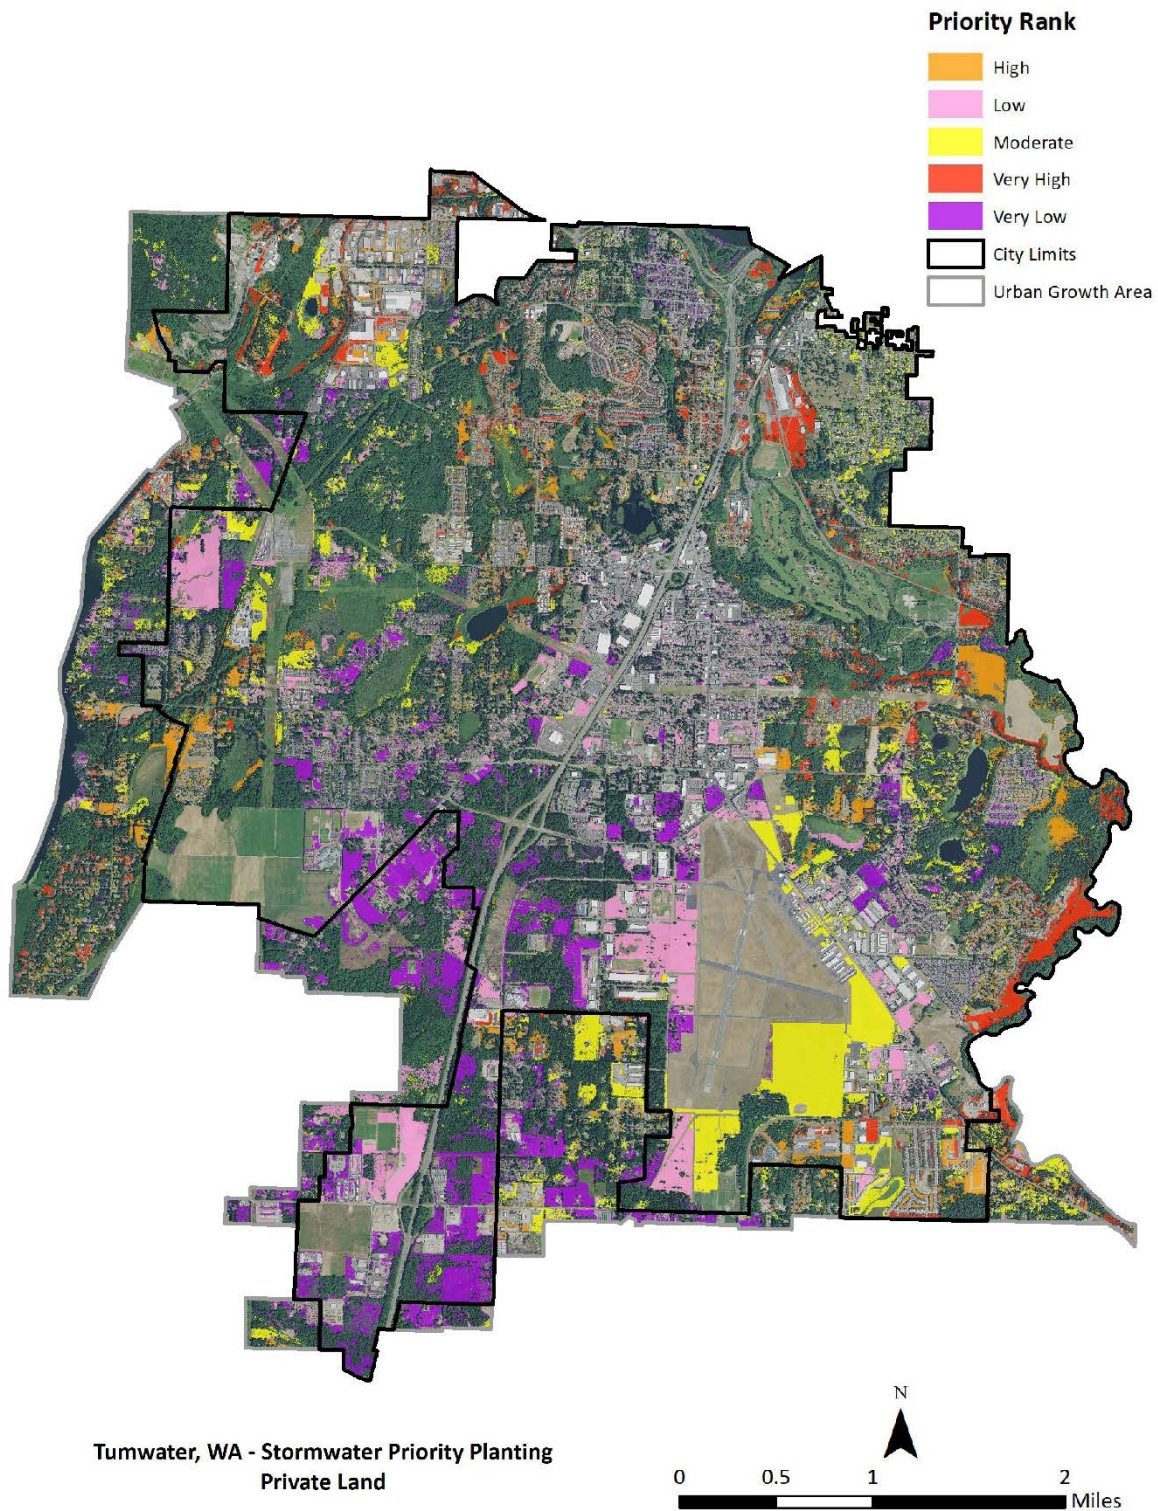 Priority Rank
High
Low
Moderate
Very High
Very Low
City Limits
Urban Growth Area
Tumwater, WA - Stormwater Priority Planting
Private Land
N
0 0.5 1 2
Miles